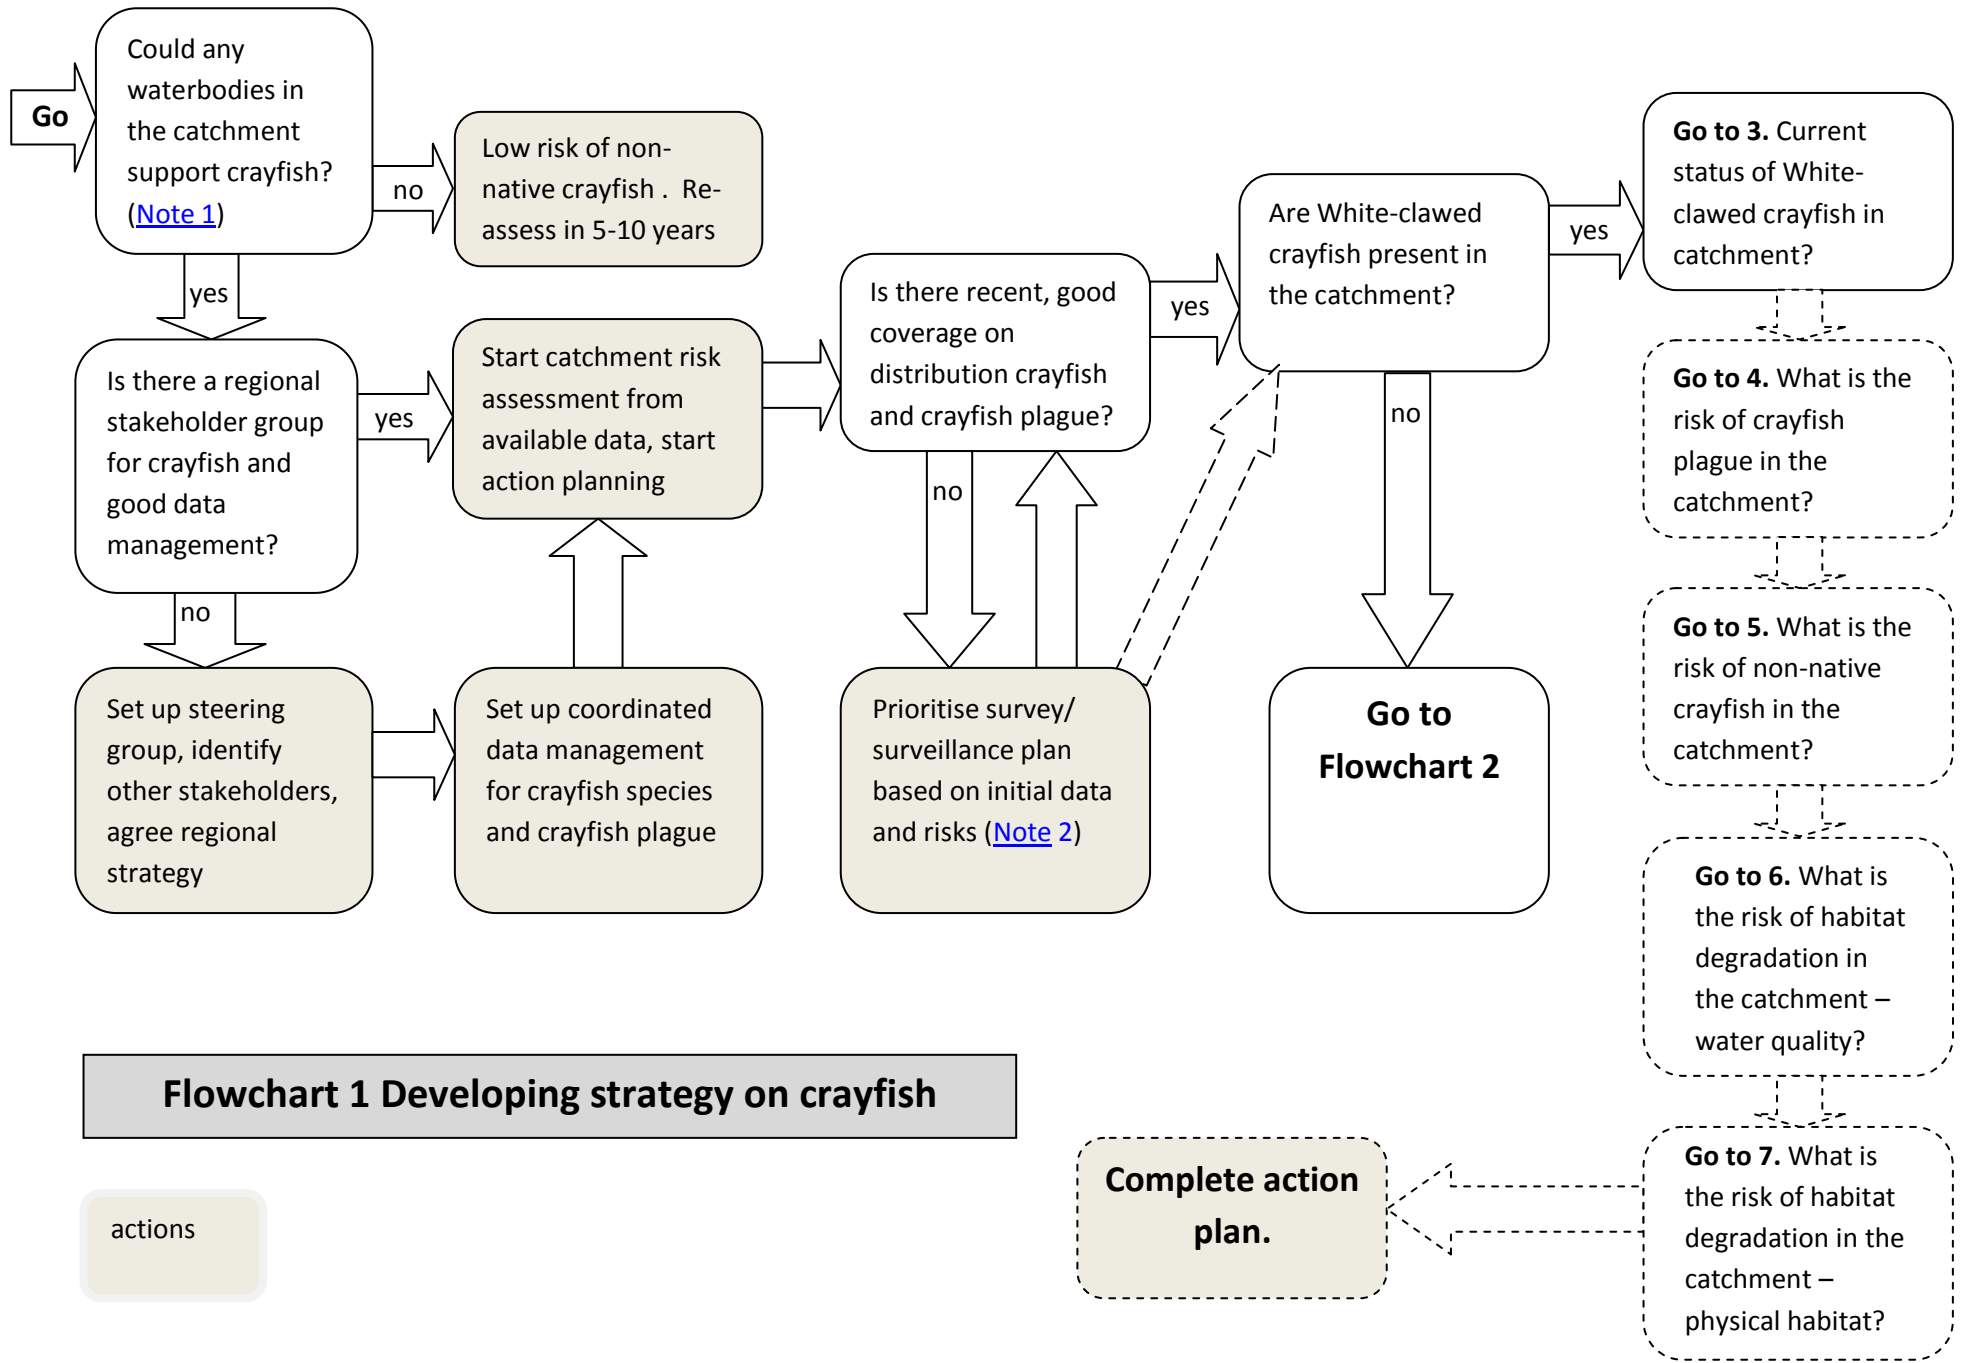 Go
Could any
waterbodies in
the catchment
support crayfish?
(Note 1)
no
Low risk of non-
native crayfish .  Re-
assess in 5-10 years
yes
Is there a regional
stakeholder group
for crayfish and
good data
management?
yes
Start catchment risk
assessment from
available data, start
action planning
no
Set up steering
group, identify
other stakeholders,
agree regional
strategy
Set up coordinated
data management
for crayfish species
and crayfish plague
Is there recent, good
coverage on
distribution crayfish
and crayfish plague?
yes
no
Prioritise survey/
surveillance plan
based on initial data
and risks (Note 2)
Are White-clawed
crayfish present in
the catchment?
yes
no
Go to
Flowchart 2
Go to 3. Current
status of White-
clawed crayfish in
catchment?
Go to 4. What is the
risk of crayfish
plague in the
catchment?
Go to 5. What is the
risk of non-native
crayfish in the
catchment?
Go to 6. What is
the risk of habitat
degradation in
the catchment –
water quality?
Go to 7. What is
the risk of habitat
degradation in the
catchment –
physical habitat?
Complete action
plan.
Flowchart 1 Developing strategy on crayfish
actions